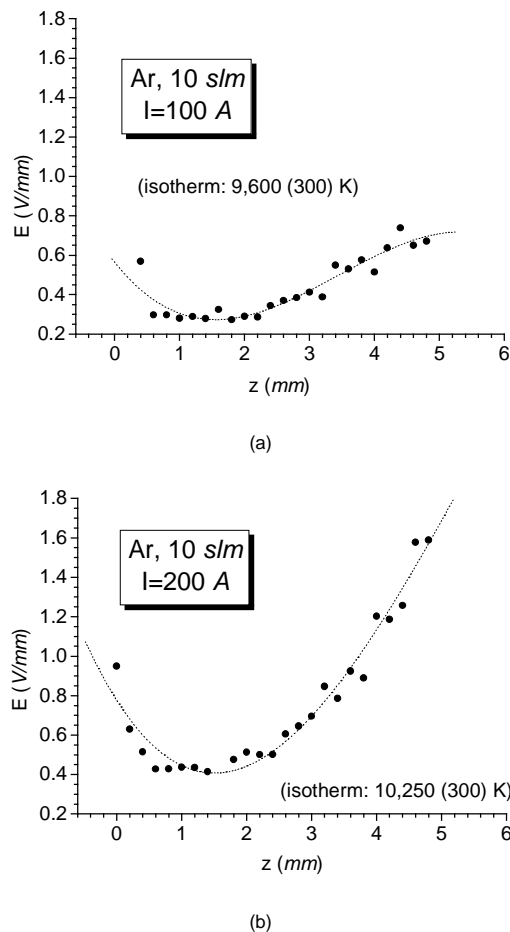 1.8
1.6
1.4
1.2
1.0
0.8
0.6
0.4
0.2
E (V/mm)
Ar, 10 slm
I=100 A
(isotherm: 9,600 (300) K)
0 1 2 3 4 5 6
z (mm)
(a)
1.8
1.6
1.4
1.2
1.0
0.8
0.6
0.4
0.2
E (V/mm)
Ar, 10 slm
I=200 A
(isotherm: 10,250 (300) K)
0 1 2 3 4 5 6
z (mm)
(b)